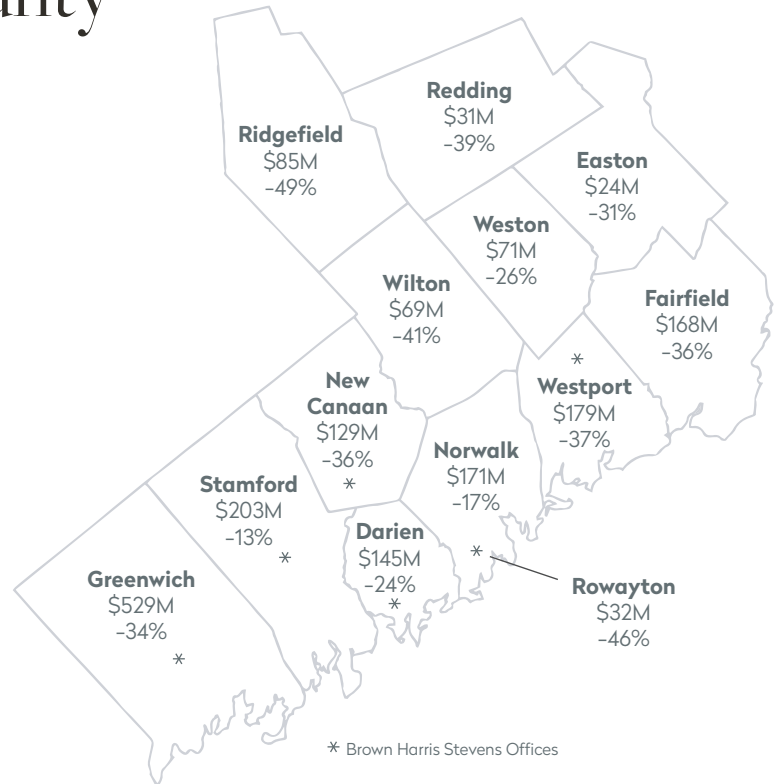 Redding
$31M
-39%
Ridgefield
$85M
-49%
Easton
$24M
-31%
Weston
$71M
-26%
Wilton
$69M
-41%
Fairfield
$168M
-36%
New
Canaan
$129M
-36%
*
*
Westport
$179M
-37%
Norwalk
$171M
-17%
*
Stamford
$203M
-13%
*
Darien
$145M
-24%
*
Greenwich
$529M
-34%
*
Rowayton
$32M
-46%
* Brown Harris Stevens Offices